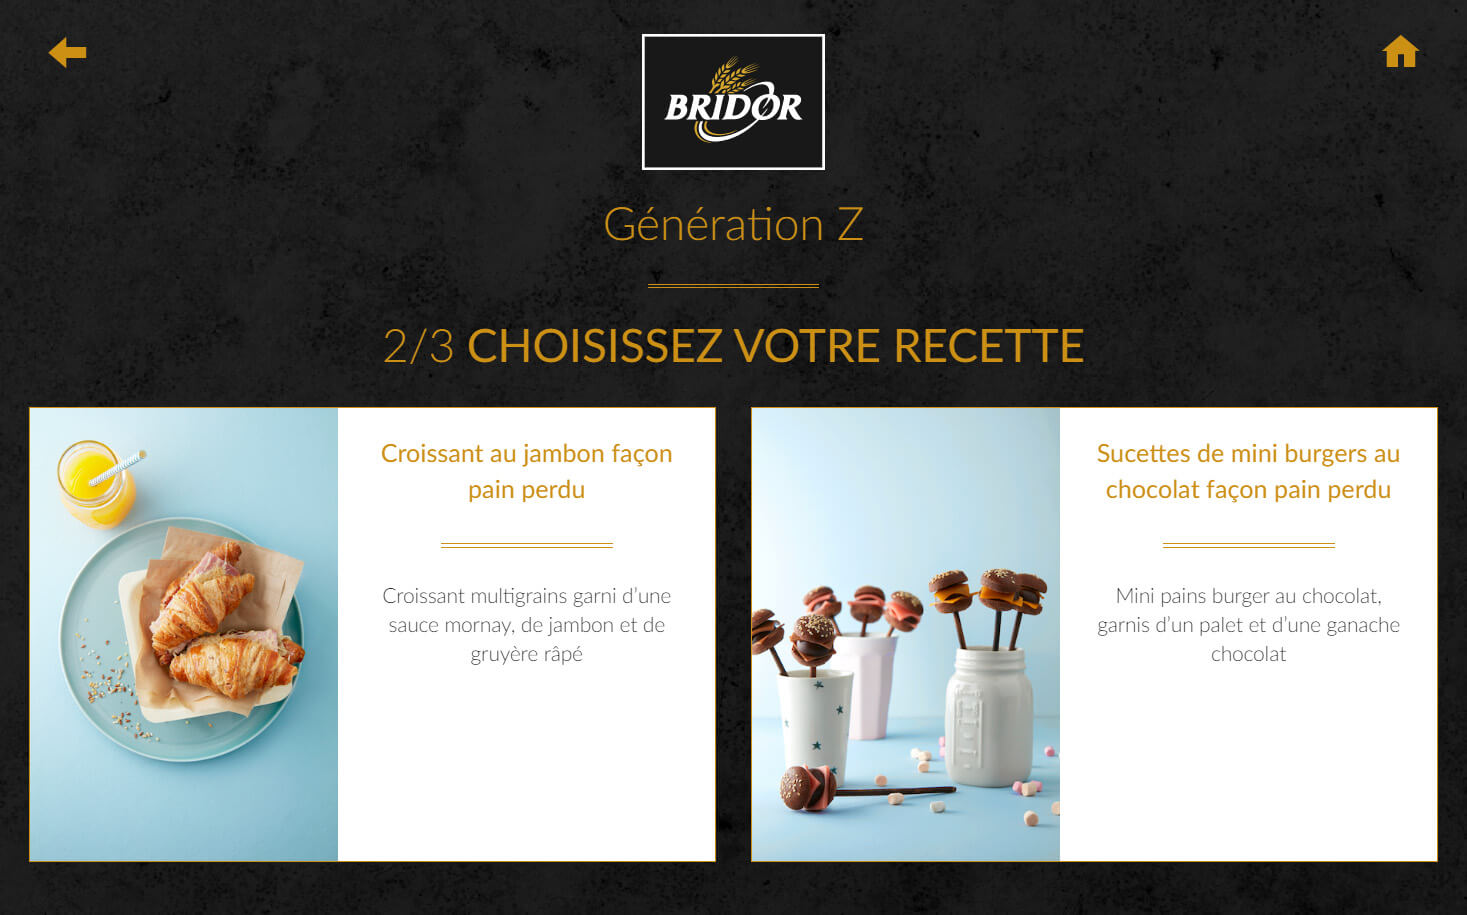 BRIDOR
Génération Z
2/3 CHOISISSEZ VOTRE RECETTE
Croissant au jambon façon
pain perdu
Croissant multigrains garni d’une
sauce mornay, de jambon et de
gruyère râpé
Sucettes de mini burgers au
chocolat façon pain perdu
Mini pains burger au chocolat,
garnis d’un palet et d’une ganache
chocolat